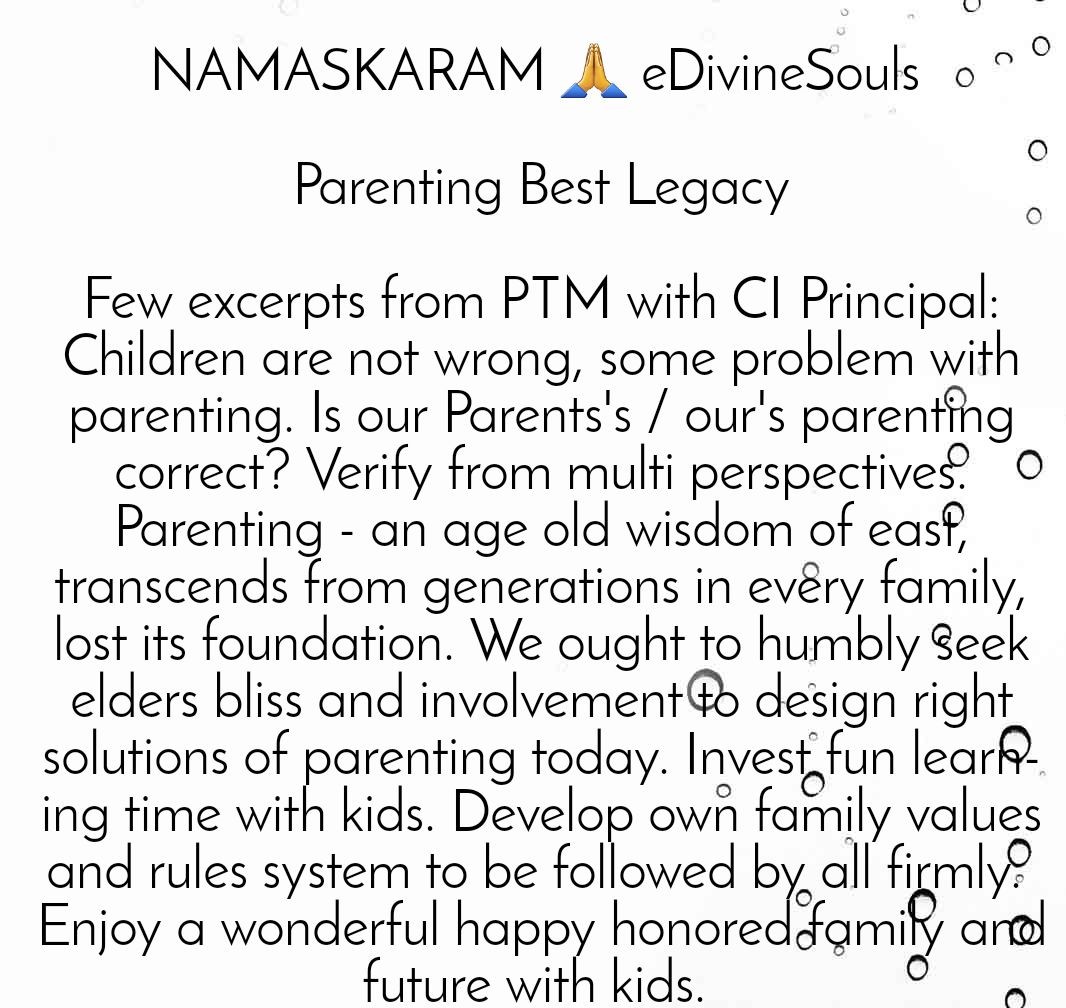 NAMASKARAM 🙏 eDivineSouls
Parenting Best Legacy
Few excerpts from PTM with CI Principal:
Children are not wrong, some problem with
parenting. Is our Parents's / our's parenting
correct? Verify from multi perspectives.
Parenting - an age old wisdom of east,
transcends from generations in every family,
lost its foundation. We ought to humbly seek
elders bliss and involvement to design right
solutions of parenting today. Invest fun learn-
ing time with kids. Develop own family values
and rules system to be followed by all firmly.
Enjoy a wonderful happy honored family and
future with kids.